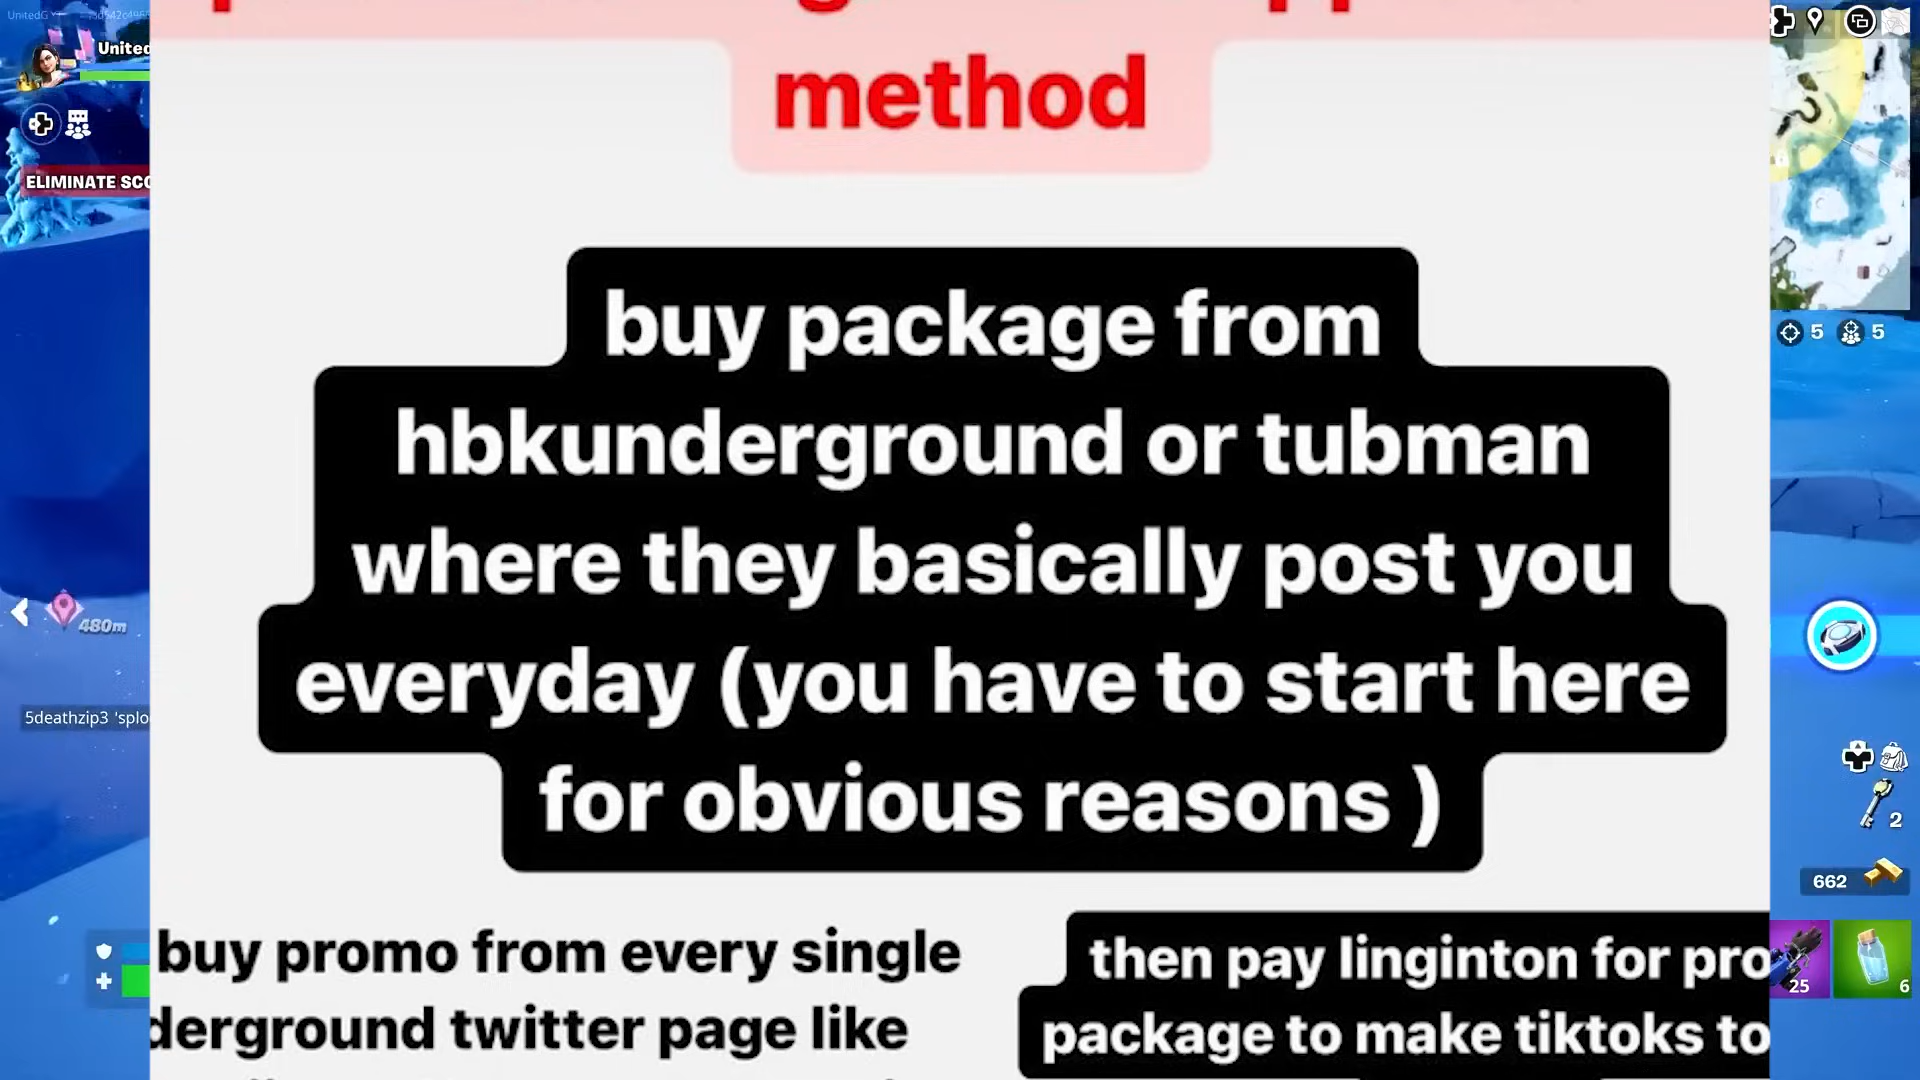 United
ELIMINATE SCO
480m
5deathzip3 'splo
method
buy package from
hbkunderground or tubman
where they basically post you
everyday (you have to start here
for obvious reasons )
buy promo from every single
derground twitter page like
then pay linginton for pro
package to make tiktoks to
5 5
2
662
25
6